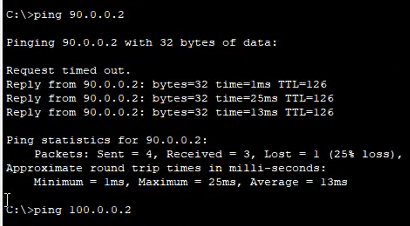 C:\>ping 90.0.0.2
Pinging 90.0.0.2 with 32 bytes of data:
Request timed out.
Reply from 90.0.0.2: bytes=32 time=1ms TTL=126
Reply from 90.0.0.2: bytes=32 time=25ms TTL=126
Reply from 90.0.0.2: bytes=32 time=13ms TTL=126
Ping statistics for 90.0.0.2:
Packets: Sent = 4, Received = 3, Lost = 1 (25% loss),
Approximate round trip times in milli-seconds:
Minimum = 1ms, Maximum = 25ms, Average = 13ms
C:\>ping 100.0.0.2